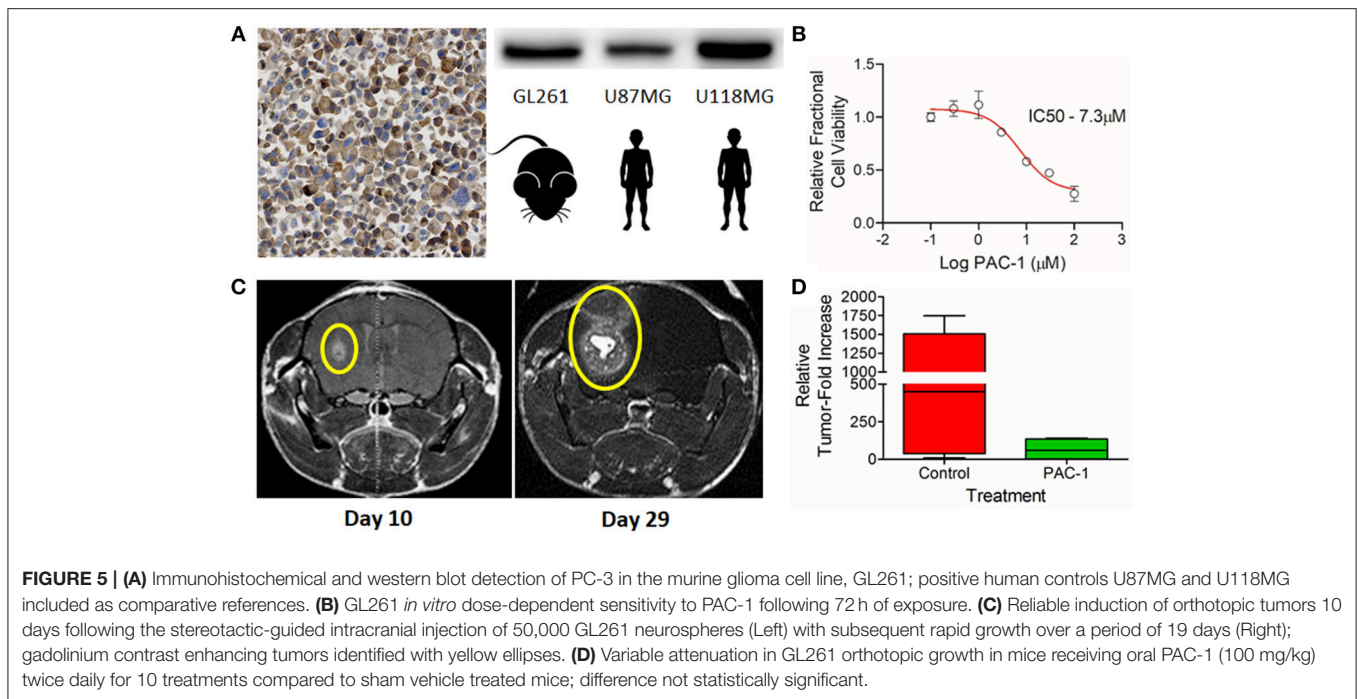 A
GL261
U87MG
U118MG
B
Relative Fractional
Cell Viability
1.5
1.0
0.5
0.0
IC50 - 7.3µM
-2 -1 0 1 2 3
Log PAC-1 (µM)
C
Day 10
Day 29
D
Relative
Tumor-Fold Increase
2000
1750
1500
1250
1000
500
250
0
Control PAC-1
Treatment
FIGURE 5 | (A) Immunohistochemical and western blot detection of PC-3 in the murine glioma cell line, GL261; positive human controls U87MG and U118MG
included as comparative references. (B) GL261 in vitro dose-dependent sensitivity to PAC-1 following 72 h of exposure. (C) Reliable induction of orthotopic tumors 10
days following the stereotactic-guided intracranial injection of 50,000 GL261 neurospheres (Left) with subsequent rapid growth over a period of 19 days (Right);
gadolinium contrast enhancing tumors identified with yellow ellipses. (D) Variable attenuation in GL261 orthotopic growth in mice receiving oral PAC-1 (100 mg/kg)
twice daily for 10 treatments compared to sham vehicle treated mice; difference not statistically significant.